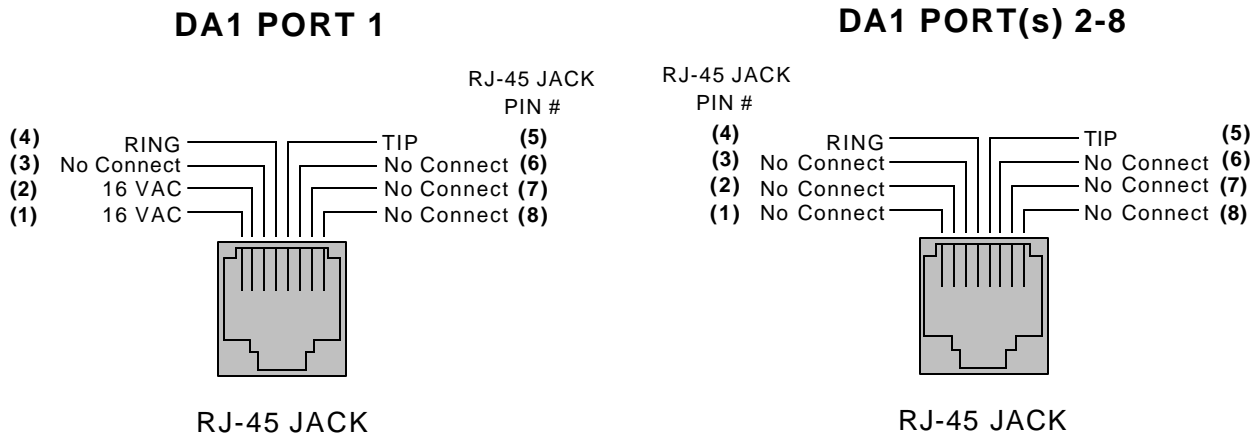 DA1 PORT 1
RJ-45 JACK
PIN #
(4) RING TIP (5)
(3) No Connect No Connect (6)
(2) 16 VAC No Connect (7)
(1) 16 VAC No Connect (8)
RJ-45 JACK
DA1 PORT(s) 2-8
RJ-45 JACK
PIN #
(4) RING TIP (5)
(3) No Connect No Connect (6)
(2) No Connect No Connect (7)
(1) No Connect No Connect (8)
RJ-45 JACK